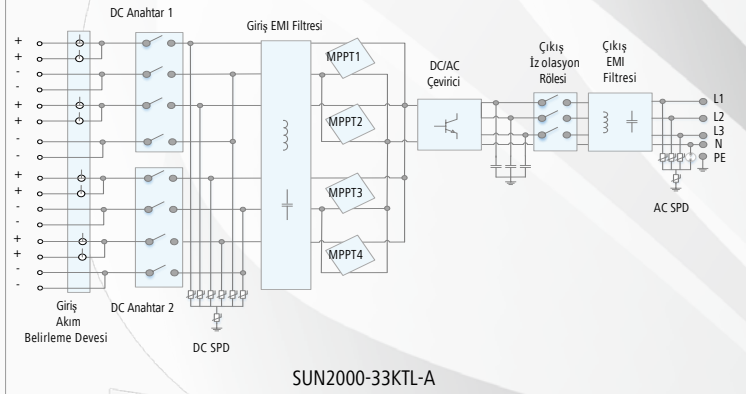 DC Anahtar 1
Giriş EMI Filtresi
DC/AC
Çevirici
Çıkış
İz olasyon
Rölesi
Çıkış
EMI
Filtresi
+
+
-
-
+
+
-
-
+
+
-
-
+
+
-
-
MPPT1
MPPT2
MPPT3
MPPT4
L1
L2
L3
N
PE
AC SPD
Giriş
Akım
Belirleme Devesi
DC Anahtar 2
DC SPD
SUN2000-33KTL-A